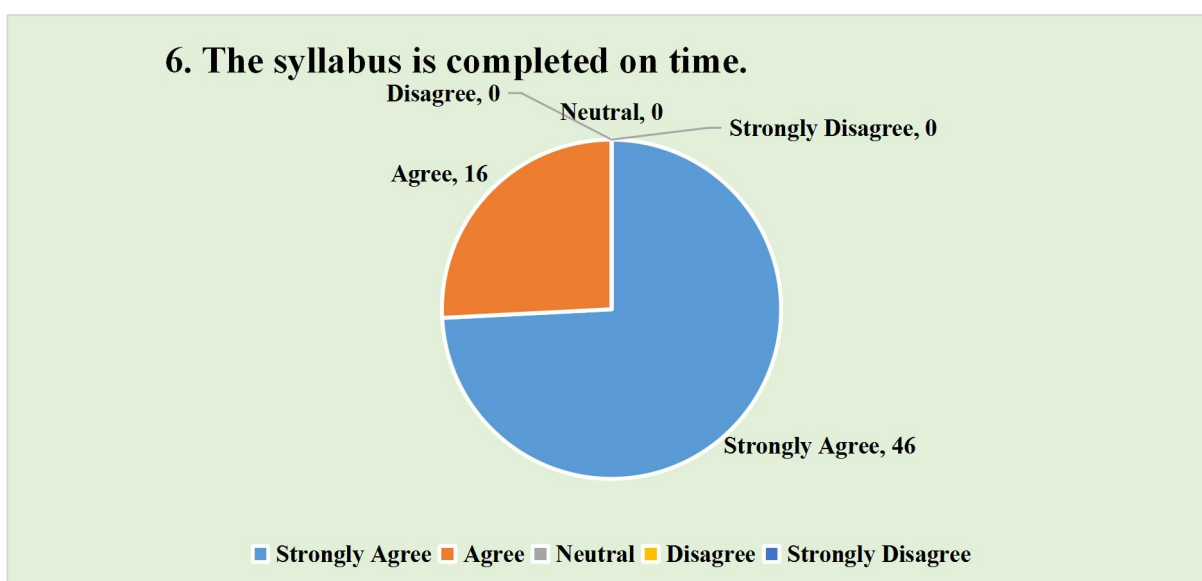 6. The syllabus is completed on time.
Disagree, 0
Neutral, 0
Strongly Disagree, 0
Agree, 16
Strongly Agree, 46
Strongly Agree Agree Neutral Disagree Strongly Disagree